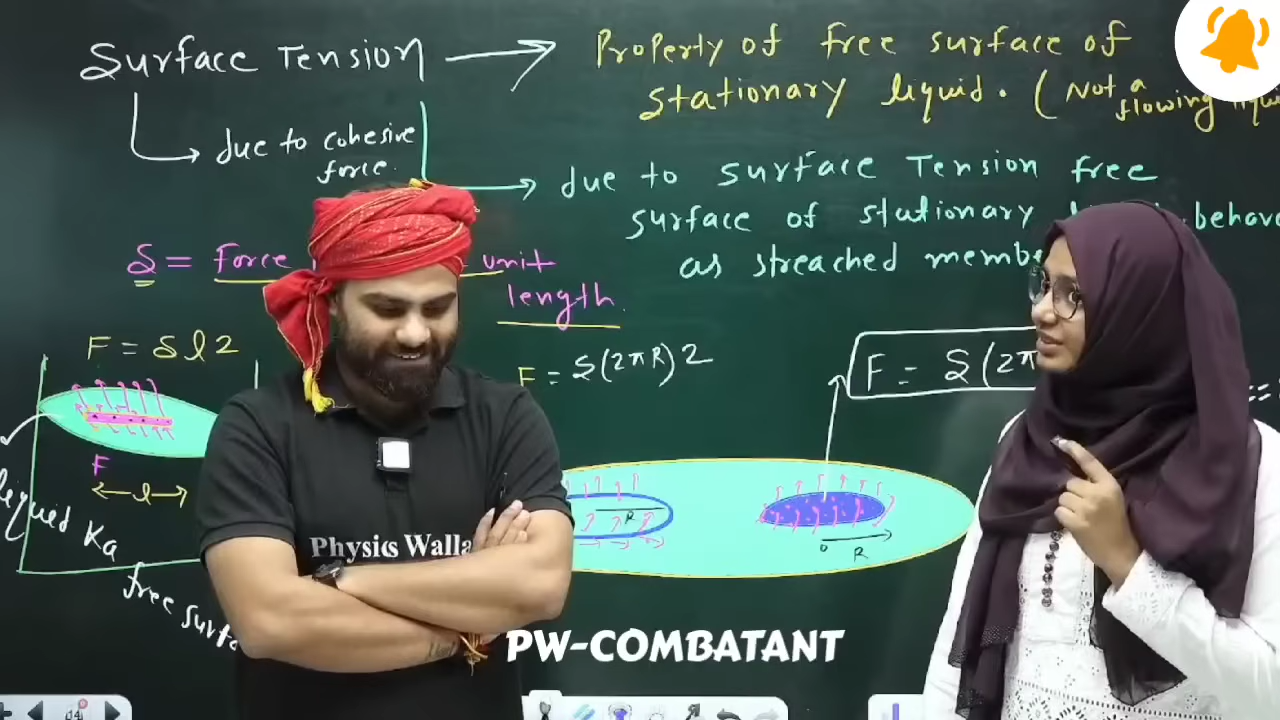 Surface Tension
Property of free surface of
stationary liquid. (Not a
flowing
due to cohesive
force.
due to Surface Tension free
surface of stationary
behave
as streached
S = Force unit
length.
F = S l 2
F = S(2πR) 2
F = S(2π
F
l
liquid Ka
free
R
R
o
Physics Walla
PW-COMBATANT